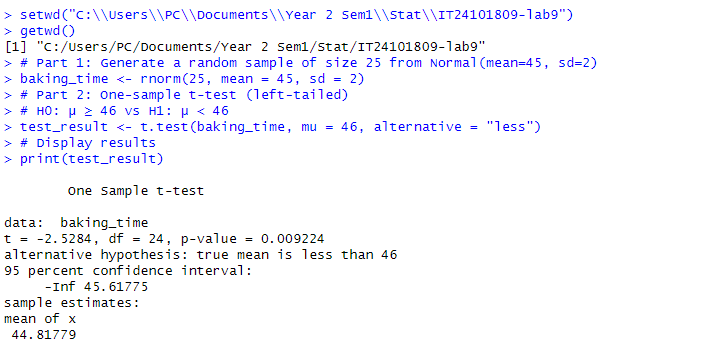 > setwd("C:\\Users\\PC\\Documents\\Year 2 Sem1\\Stat\\IT24101809-lab9")
> getwd()
[1] "C:/Users/PC/Documents/Year 2 Sem1/Stat/IT24101809-lab9"
> # Part 1: Generate a random sample of size 25 from Normal(mean=45, sd=2)
> baking_time <- rnorm(25, mean = 45, sd = 2)
> # Part 2: One-sample t-test (left-tailed)
> # H0: μ ≥ 46 vs H1: μ < 46
> test_result <- t.test(baking_time, mu = 46, alternative = "less")
> # Display results
> print(test_result)
One Sample t-test
data:  baking_time
t = -2.5284, df = 24, p-value = 0.009224
alternative hypothesis: true mean is less than 46
95 percent confidence interval:
-Inf 45.61775
sample estimates:
mean of x
44.81779